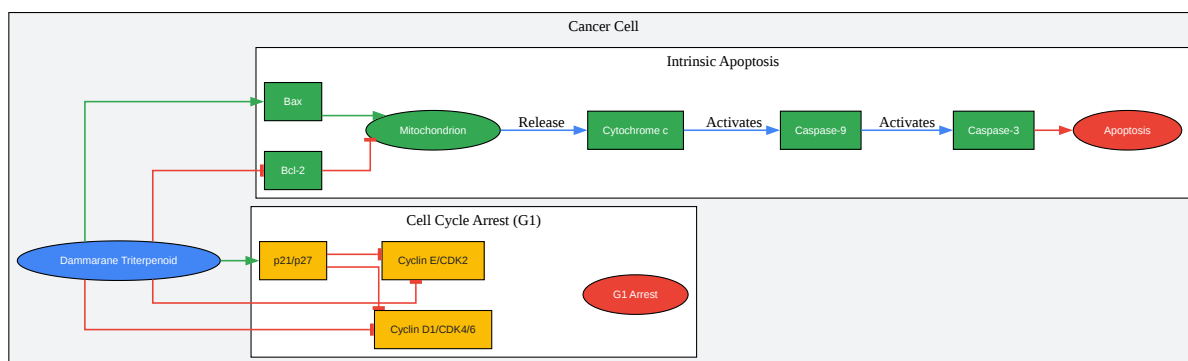 Cancer Cell
Intrinsic Apoptosis
Bax
Mitochondrion
Release
Cytochrome c
Activates
Caspase-9
Activates
Caspase-3
Apoptosis
Bcl-2
Cell Cycle Arrest (G1)
Dammarane Triterpenoid
p21/p27
Cyclin E/CDK2
G1 Arrest
Cyclin D1/CDK4/6